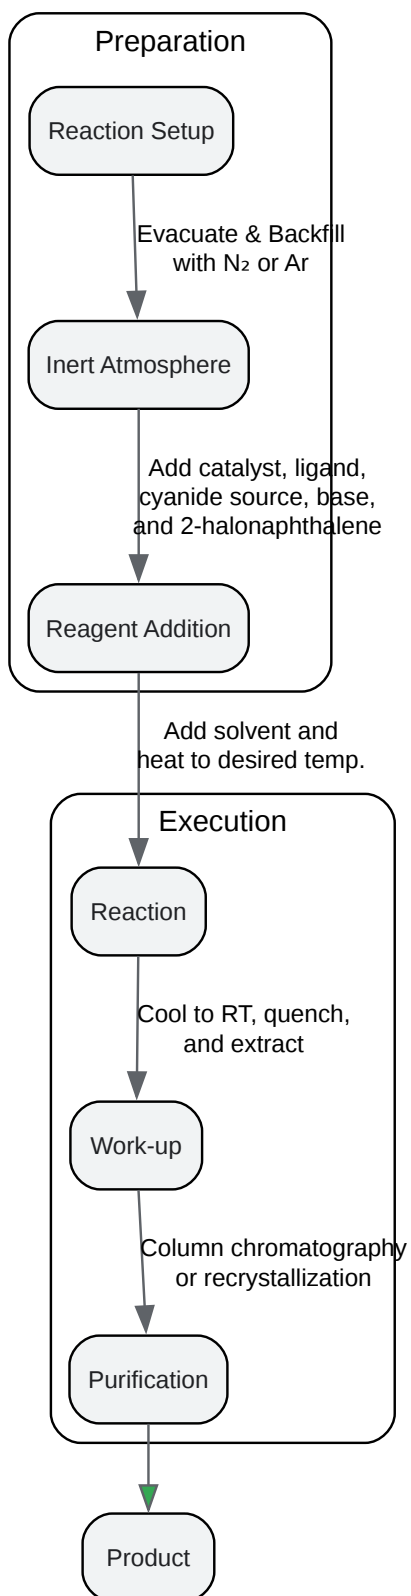 Preparation
Reaction Setup
Evacuate & Backfill
with N₂ or Ar
Inert Atmosphere
Add catalyst, ligand,
cyanide source, base,
and 2-halonaphthalene
Reagent Addition
Add solvent and
heat to desired temp.
Execution
Reaction
Cool to RT, quench,
and extract
Work-up
Column chromatography
or recrystallization
Purification
Product